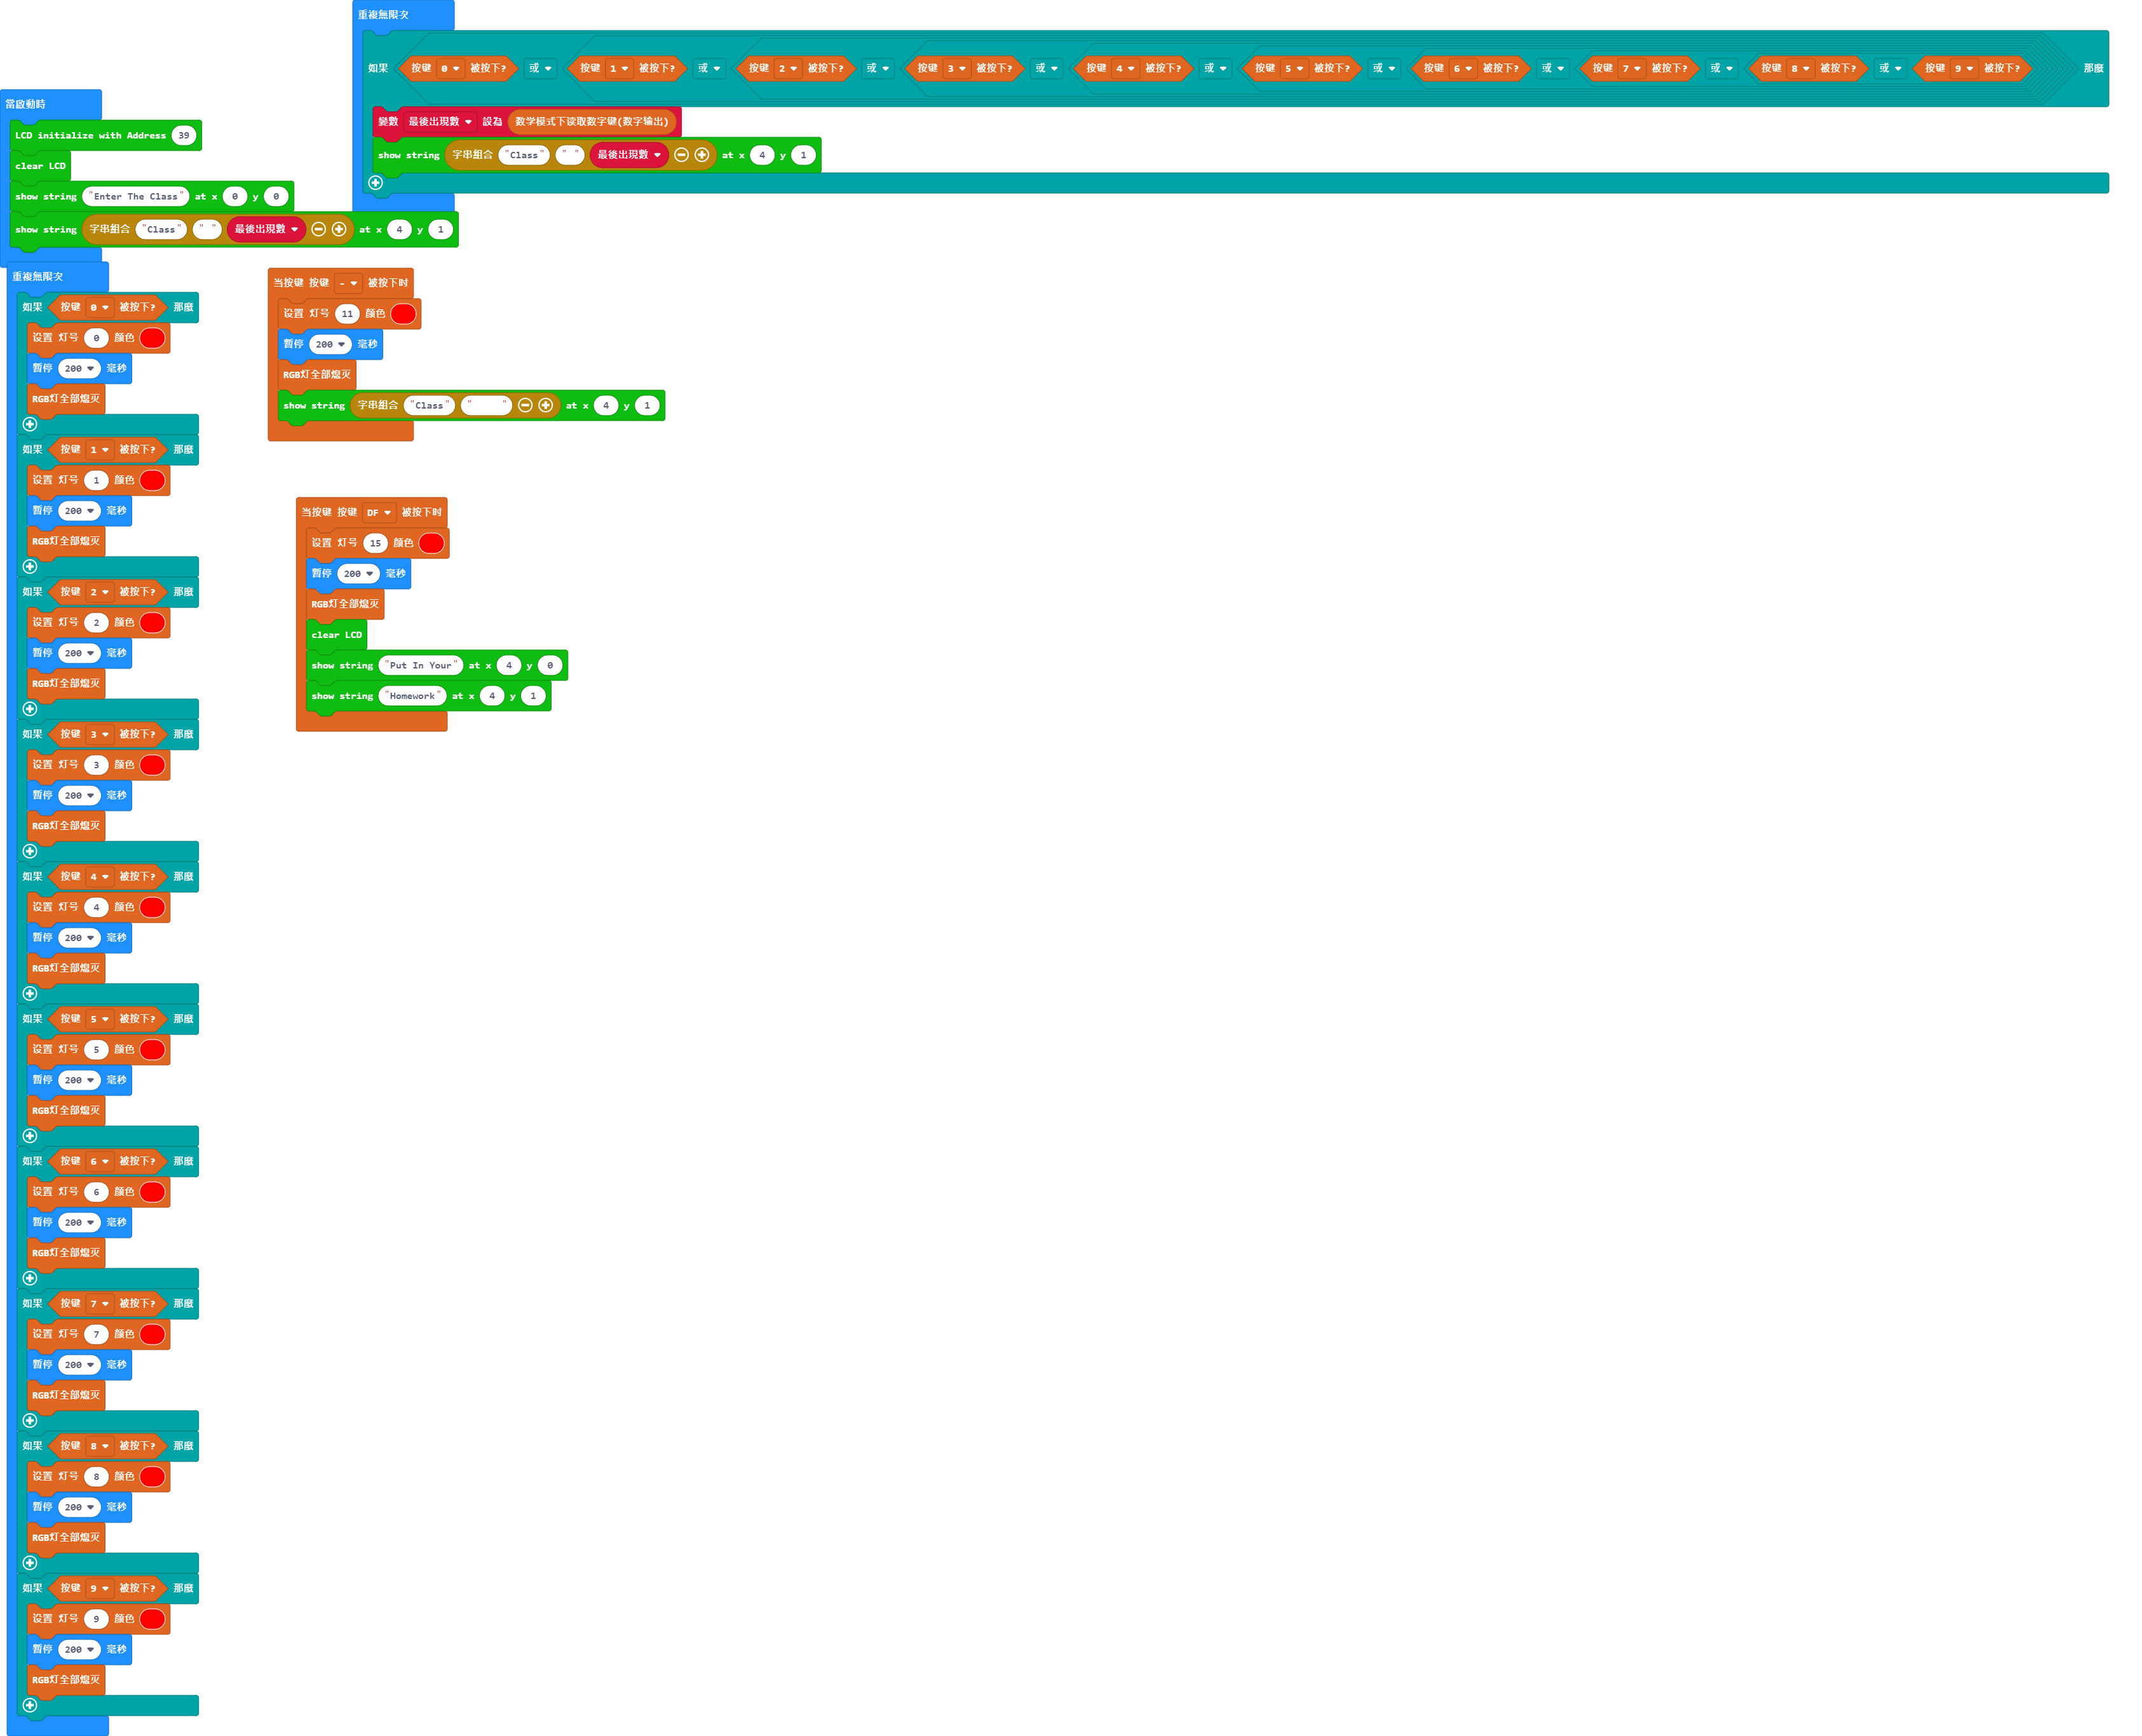 重複無限次
如果 按鍵 0 被按下? 或 按鍵 1 被按下? 或 按鍵 2 被按下? 或 按鍵 3 被按下? 或 按鍵 4 被按下? 或 按鍵 5 被按下? 或 按鍵 6 被按下? 或 按鍵 7 被按下? 或 按鍵 8 被按下? 或 按鍵 9 被按下? 那麼
變數 最後出現數 設為 数学模式下读取数字键(数字输出)
show string 字串組合 "Class" " " 最後出現數 at x 4 y 1
當啟動時
LCD initialize with Address 39
clear LCD
show string "Enter The Class" at x 0 y 0
show string 字串組合 "Class" " " 最後出現數 at x 4 y 1
重複無限次
如果 按键 0 被按下? 那麼
设置 灯号 0 颜色
暫停 200 毫秒
RGB灯全部熄灭
如果 按键 1 被按下? 那麼
设置 灯号 1 颜色
暫停 200 毫秒
RGB灯全部熄灭
如果 按键 2 被按下? 那麼
设置 灯号 2 颜色
暫停 200 毫秒
RGB灯全部熄灭
如果 按键 3 被按下? 那麼
设置 灯号 3 颜色
暫停 200 毫秒
RGB灯全部熄灭
如果 按键 4 被按下? 那麼
设置 灯号 4 颜色
暫停 200 毫秒
RGB灯全部熄灭
如果 按键 5 被按下? 那麼
设置 灯号 5 颜色
暫停 200 毫秒
RGB灯全部熄灭
如果 按键 6 被按下? 那麼
设置 灯号 6 颜色
暫停 200 毫秒
RGB灯全部熄灭
如果 按键 7 被按下? 那麼
设置 灯号 7 颜色
暫停 200 毫秒
RGB灯全部熄灭
如果 按键 8 被按下? 那麼
设置 灯号 8 颜色
暫停 200 毫秒
RGB灯全部熄灭
如果 按键 9 被按下? 那麼
设置 灯号 9 颜色
暫停 200 毫秒
RGB灯全部熄灭
当按键 按键 - 被按下时
设置 灯号 11 颜色
暫停 200 毫秒
RGB灯全部熄灭
show string 字串組合 "Class" "      " at x 4 y 1
当按键 按键 DF 被按下时
设置 灯号 15 颜色
暫停 200 毫秒
RGB灯全部熄灭
clear LCD
show string "Put In Your" at x 4 y 0
show string "Homework" at x 4 y 1